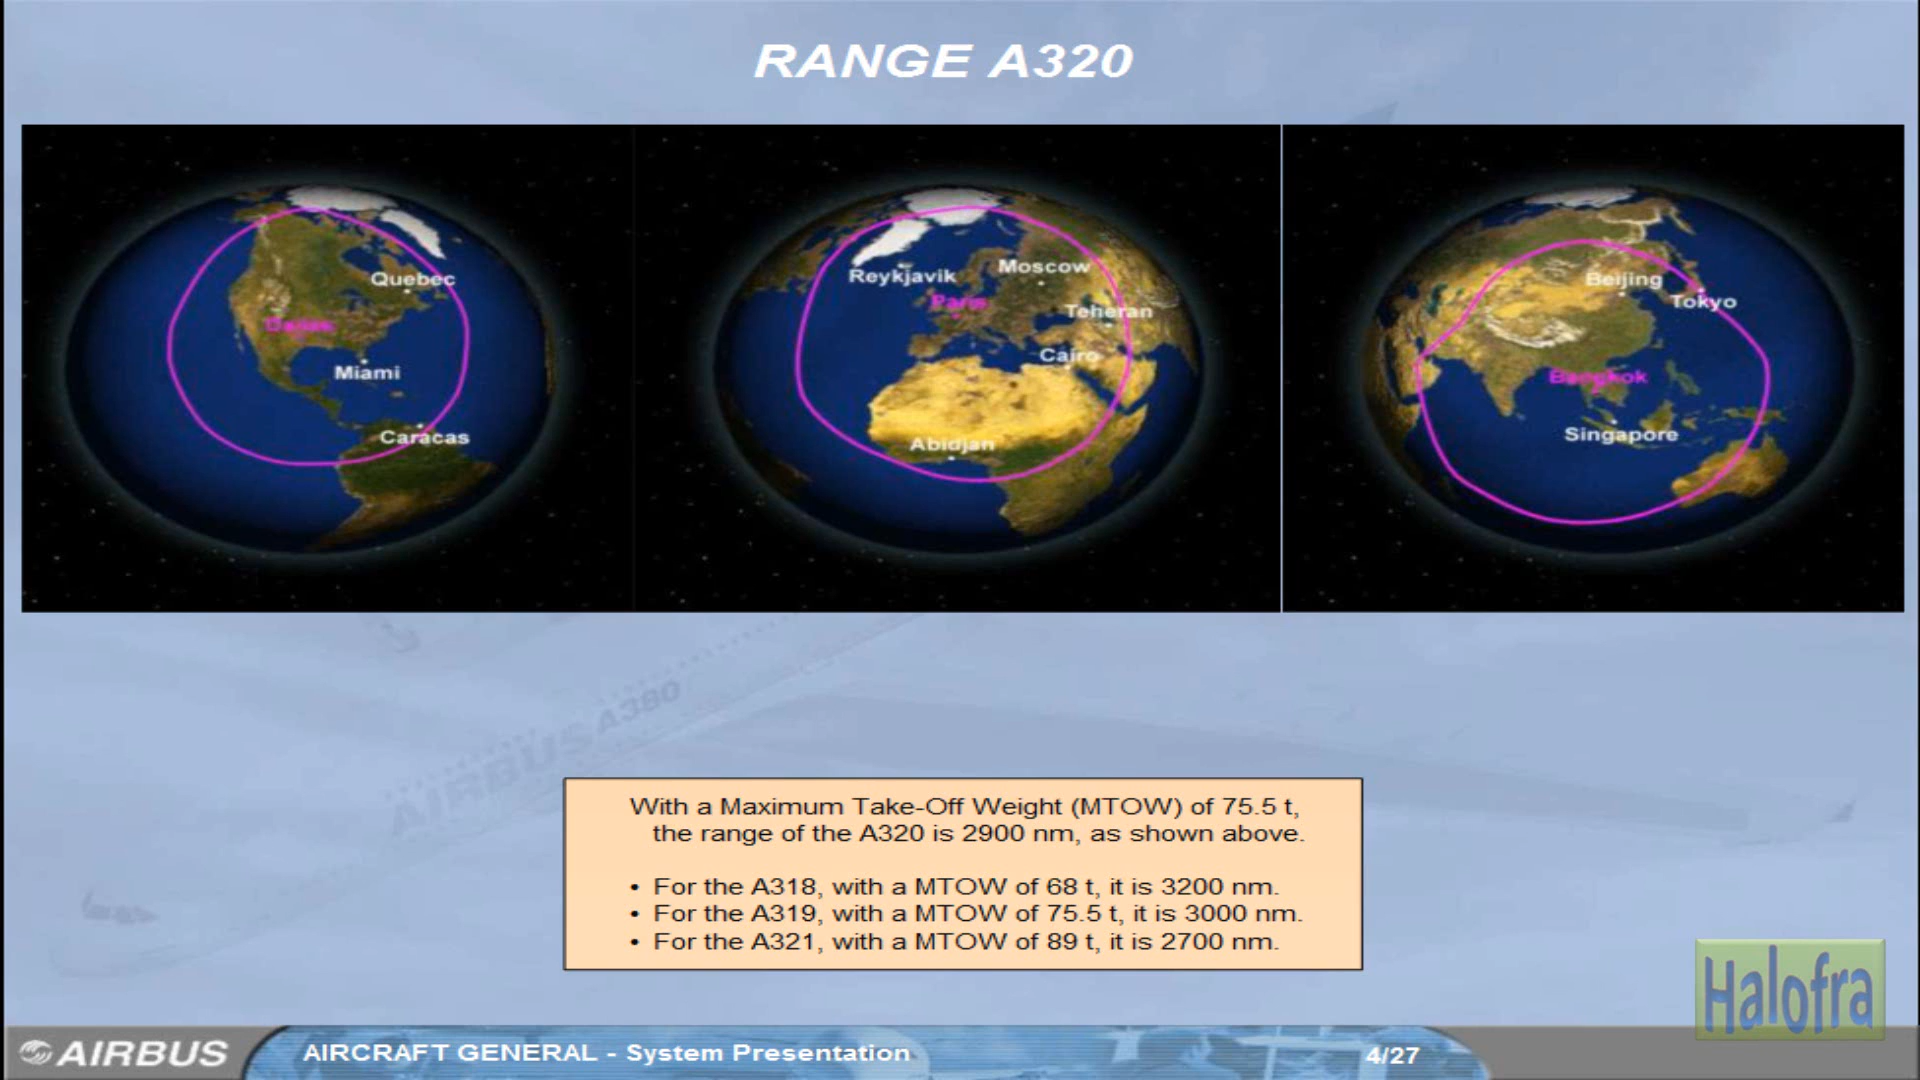 RANGE A320
Quebec
Dallas
Miami
Caracas
Reykjavik
Moscow
Paris
Teheran
Cairo
Abidjan
Beijing
Tokyo
Bangkok
Singapore
AIRBUS A380
With a Maximum Take-Off Weight (MTOW) of 75.5 t,
the range of the A320 is 2900 nm, as shown above.
• For the A318, with a MTOW of 68 t, it is 3200 nm.
• For the A319, with a MTOW of 75.5 t, it is 3000 nm.
• For the A321, with a MTOW of 89 t, it is 2700 nm.
Halofra
AIRBUS
AIRCRAFT GENERAL - System Presentation
4/27